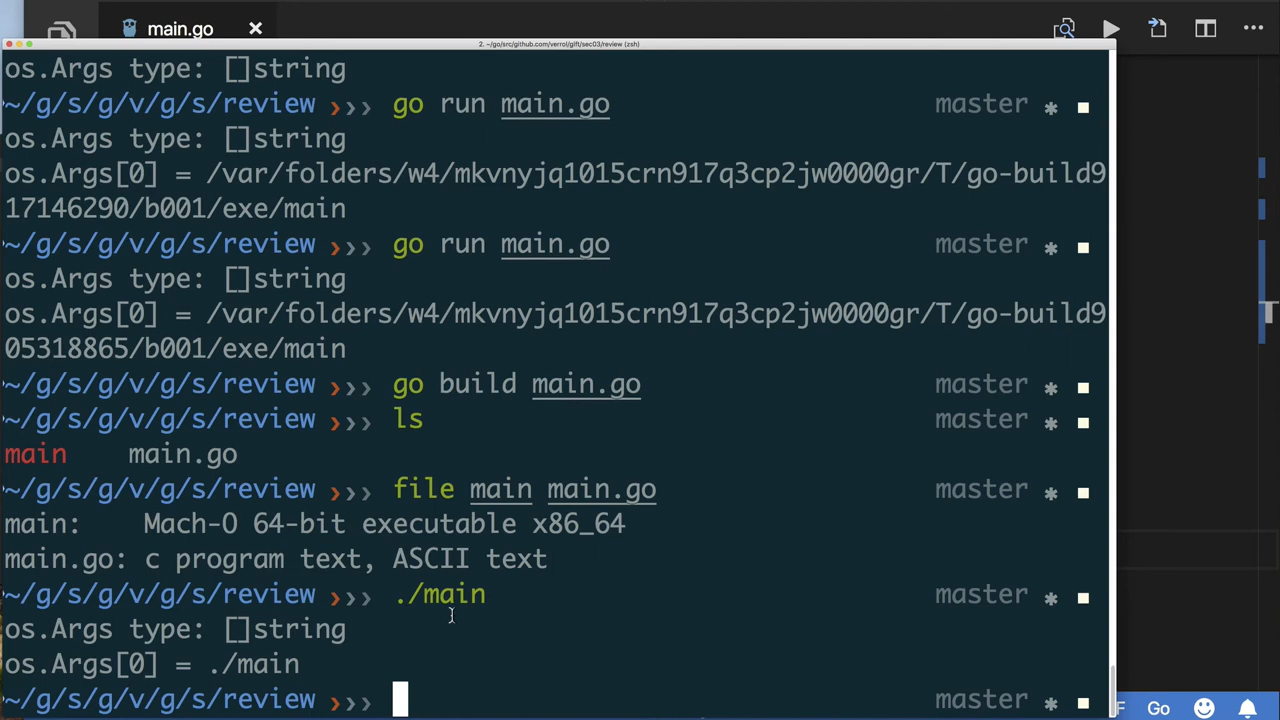 main.go
2. ~/go/src/github.com/verrol/glft/sec03/review (zsh)
os.Args type: []string
~/g/s/g/v/g/s/review ❯❯❯ go run main.go master ✱ ■
os.Args type: []string
os.Args[0] = /var/folders/w4/mkvnyjq1015crn917q3cp2jw0000gr/T/go-build9
17146290/b001/exe/main
~/g/s/g/v/g/s/review ❯❯❯ go run main.go master ✱ ■
os.Args type: []string
os.Args[0] = /var/folders/w4/mkvnyjq1015crn917q3cp2jw0000gr/T/go-build9
05318865/b001/exe/main
~/g/s/g/v/g/s/review ❯❯❯ go build main.go master ✱ ■
~/g/s/g/v/g/s/review ❯❯❯ ls master ✱ ■
main main.go
~/g/s/g/v/g/s/review ❯❯❯ file main main.go master ✱ ■
main: Mach-O 64-bit executable x86_64
main.go: c program text, ASCII text
~/g/s/g/v/g/s/review ❯❯❯ ./main master ✱ ■
os.Args type: []string
os.Args[0] = ./main
~/g/s/g/v/g/s/review ❯❯❯ master ✱ ■
F Go